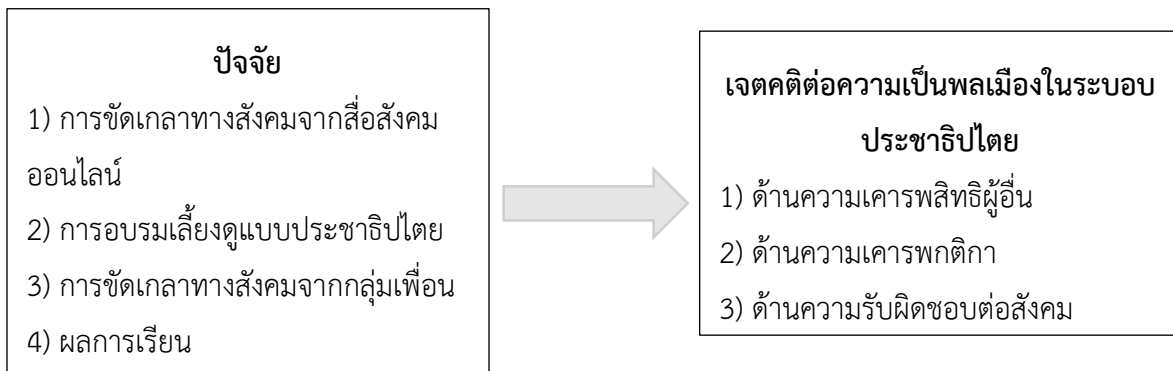 ปัจจัย
1) การขัดเกลาทางสังคมจากสื่อสังคม
ออนไลน์
2) การอบรมเลี้ยงดูแบบประชาธิปไตย
3) การขัดเกลาทางสังคมจากกลุ่มเพื่อน
4) ผลการเรียน
เจตคติต่อความเป็นพลเมืองในระบอบ
ประชาธิปไตย
1) ด้านความเคารพสิทธิผู้อื่น
2) ด้านความเคารพกติกา
3) ด้านความรับผิดชอบต่อสังคม